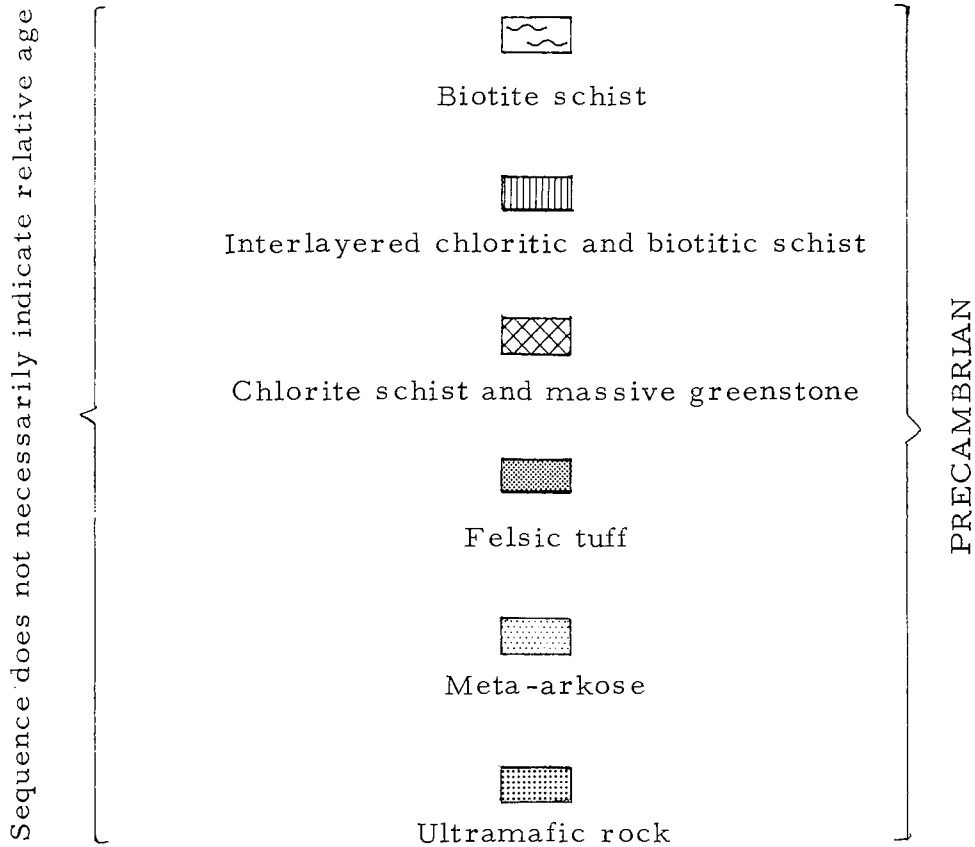 Sequence does not necessarily indicate relative age
Biotite schist
Interlayered chloritic and biotitic schist
Chlorite schist and massive greenstone
Felsic tuff
Meta-arkose
Ultramafic rock
PRECAMBRIAN